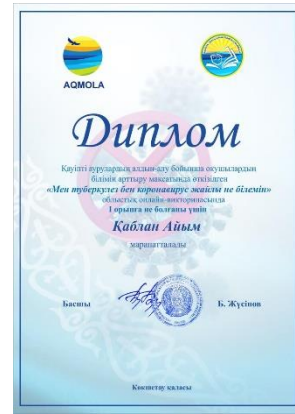 AQMOLA
Диплом
Қауіпті аурулардың алдын-алу бойынша оқушылардың
білімін арттыру мақсатында өткізілген
«Мен туберкулез бен коронавирус жайлы не білемін»
облыстық онлайн-викторинасында
І орынға ие болғаны үшін
Қаблан Айым
марапатталады
Басшы
Б. Жүсіпов
Көкшетау қаласы